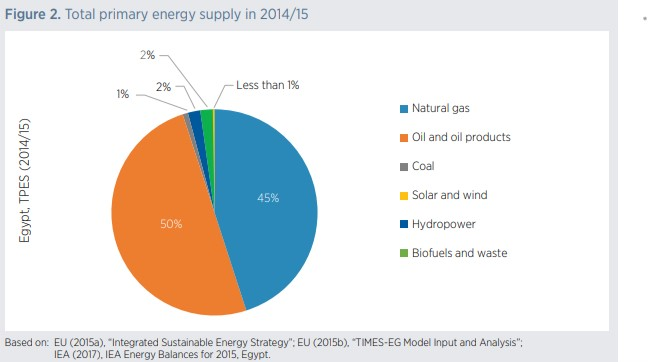 Figure 2. Total primary energy supply in 2014/15
2%
2%
Less than 1%
1%
Natural gas
Oil and oil products
Coal
Solar and wind
Hydropower
Biofuels and waste
45%
50%
Egypt, TPES (2014/15)
Based on: EU (2015a), "Integrated Sustainable Energy Strategy"; EU (2015b), "TIMES-EG Model Input and Analysis";
IEA (2017), IEA Energy Balances for 2015, Egypt.